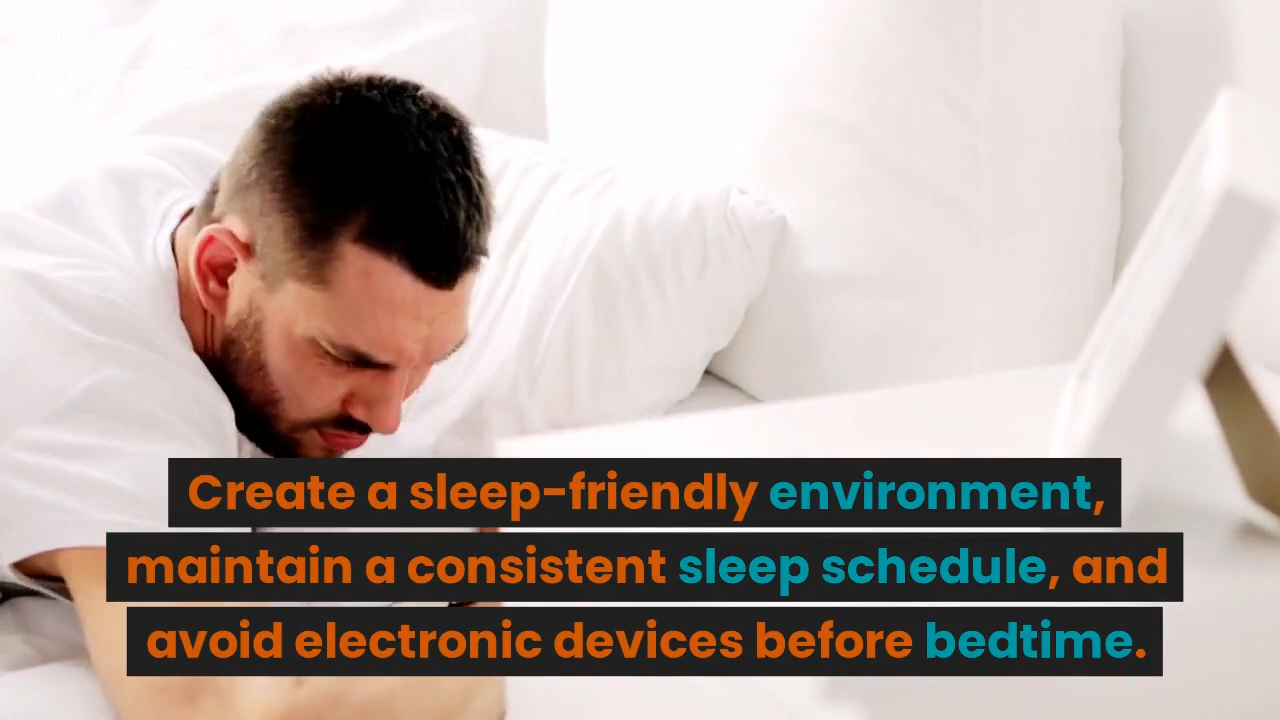 Create a sleep-friendly environment,
maintain a consistent sleep schedule, and
avoid electronic devices before bedtime.